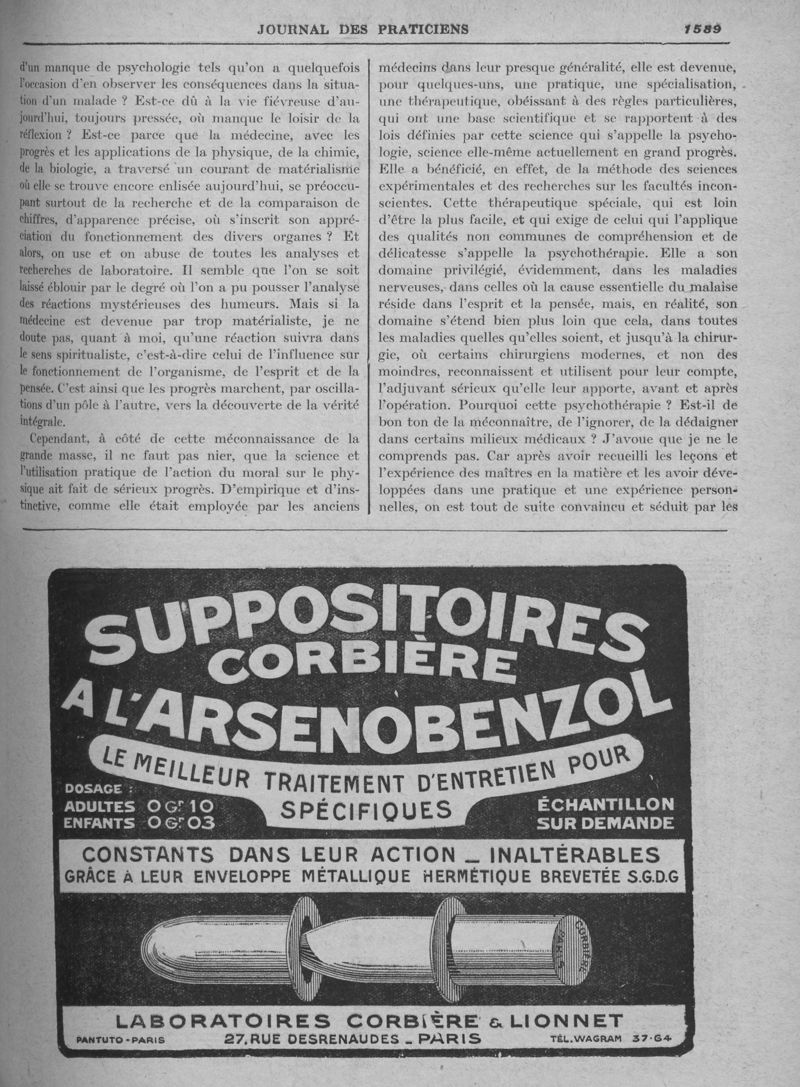 JOURNAL DES PRATICIENS 1589
d'un manque de psychologie tels qu'on a quelquefois
l'occasion d'en observer les conséquences dans la situa-
tion d'un malade ? Est-ce dû à la vie fiévreuse d'au-
jourd'hui, toujours pressée, où manque le loisir de la
réflexion ? Est-ce parce que la médecine, avec les
progrès et les applications de la physique, de la chimie,
de la biologie, a traversé un courant de matérialisme
où elle se trouve encore enlisée aujourd'hui, se préoccu-
pant surtout de la recherche et de la comparaison de
chiffres, d'apparence précise, où s'inscrit son appré-
ciation du fonctionnement des divers organes ? Et
alors, on use et on abuse de toutes les analyses et
recherches de laboratoire. Il semble que l'on se soit
laissé éblouir par le degré où l'on a pu pousser l'analyse
des réactions mystérieuses des humeurs. Mais si la
médecine est devenue par trop matérialiste, je ne
doute pas, quant à moi, qu'une réaction suivra dans
le sens spiritualiste, c'est-à-dire celui de l'influence sur
le fonctionnement de l'organisme, de l'esprit et de la
pensée. C'est ainsi que les progrès marchent, par oscilla-
tions d'un pôle à l'autre, vers la découverte de la vérité
intégrale.
Cependant, à côté de cette méconnaissance de la
grande masse, il ne faut pas nier, que la science et
l'utilisation pratique de l'action du moral sur le phy-
sique ait fait de sérieux progrès. D'empirique et d'ins-
tinctive, comme elle était employée par les anciens
médecins dans leur presque généralité, elle est devenue,
pour quelques-uns, une pratique, une spécialisation,
une thérapeutique, obéissant à des règles particulières,
qui ont une base scientifique et se rapportent à des
lois définies par cette science qui s'appelle la psycho-
logie, science elle-même actuellement en grand progrès.
Elle a bénéficié, en effet, de la méthode des sciences
expérimentales et des recherches sur les facultés incon-
scientes. Cette thérapeutique spéciale, qui est loin
d'être la plus facile, et qui exige de celui qui l'applique
des qualités non communes de compréhension et de
délicatesse s'appelle la psychothérapie. Elle a son
domaine privilégié, évidemment, dans les maladies
nerveuses, dans celles où la cause essentielle du malaise
réside dans l'esprit et la pensée, mais, en réalité, son
domaine s'étend bien plus loin que cela, dans toutes
les maladies quelles qu'elles soient, et jusqu'à la chirur-
gie, où certains chirurgiens modernes, et non des
moindres, reconnaissent et utilisent pour leur compte,
l'adjuvant sérieux qu'elle leur apporte, avant et après
l'opération. Pourquoi cette psychothérapie ? Est-il de
bon ton de la méconnaître, de l'ignorer, de la dédaigner
dans certains milieux médicaux ? J'avoue que je ne le
comprends pas. Car après avoir recueilli les leçons et
l'expérience des maîtres en la matière et les avoir déve-
loppées dans une pratique et une expérience person-
nelles, on est tout de suite convaincu et séduit par les
SUPPOSITOIRES
CORBIÈRE
A L'ARSENOBENZOL
LE MEILLEUR TRAITEMENT D'ENTRETIEN POUR
SPÉCIFIQUES
DOSAGE :
ADULTES 0 Gr 10
ENFANTS 0 Gr 03
ÉCHANTILLON
SUR DEMANDE
CONSTANTS DANS LEUR ACTION _ INALTÉRABLES
GRÂCE A LEUR ENVELOPPE MÉTALLIQUE HERMÉTIQUE BREVETÉE S.G.D.G
CORBIÈRE
PARIS
LABORATOIRES CORBIÈRE & LIONNET
PANTUTO - PARIS 27, RUE DESRENAUDES _ PARIS TÉL. WAGRAM 37-64